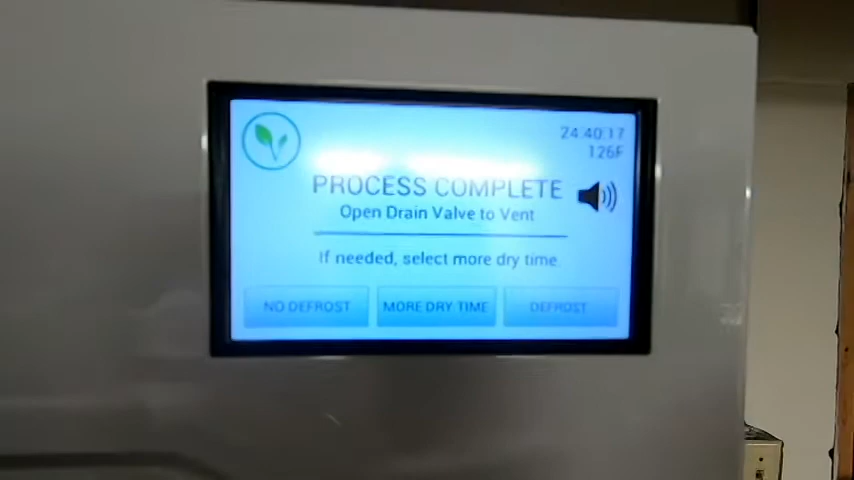 24:40:17
126F
PROCESS COMPLETE
Open Drain Valve to Vent
If needed, select more dry time.
NO DEFROST
MORE DRY TIME
DEFROST